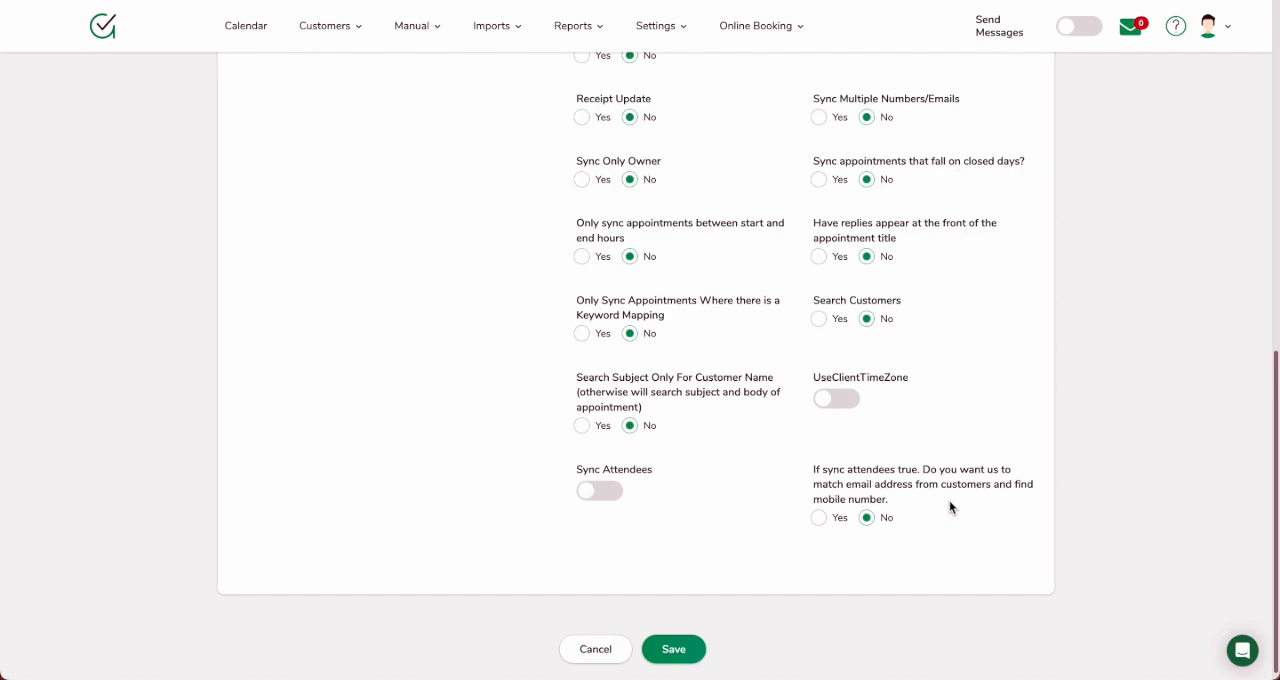 Calendar
Customers
Manual
Imports
Reports
Settings
Online Booking
Send
Messages
0
?
Yes No
Receipt Update
Yes No
Sync Multiple Numbers/Emails
Yes No
Sync Only Owner
Yes No
Sync appointments that fall on closed days?
Yes No
Only sync appointments between start and
end hours
Yes No
Have replies appear at the front of the
appointment title
Yes No
Only Sync Appointments Where there is a
Keyword Mapping
Yes No
Search Customers
Yes No
Search Subject Only For Customer Name
(otherwise will search subject and body of
appointment)
Yes No
UseClientTimeZone
Sync Attendees
If sync attendees true. Do you want us to
match email address from customers and find
mobile number.
Yes No
Cancel
Save